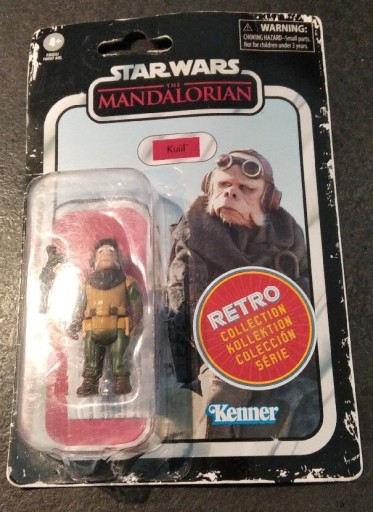 4+
WARNING:
CHOKING HAZARD-Small parts.
Not for children under 3 years.
STAR WARS
THE
MANDALORIAN
Kuiil
RETRO
COLLECTION
KOLLEKTION
COLECCIÓN
SÉRIE
Kenner